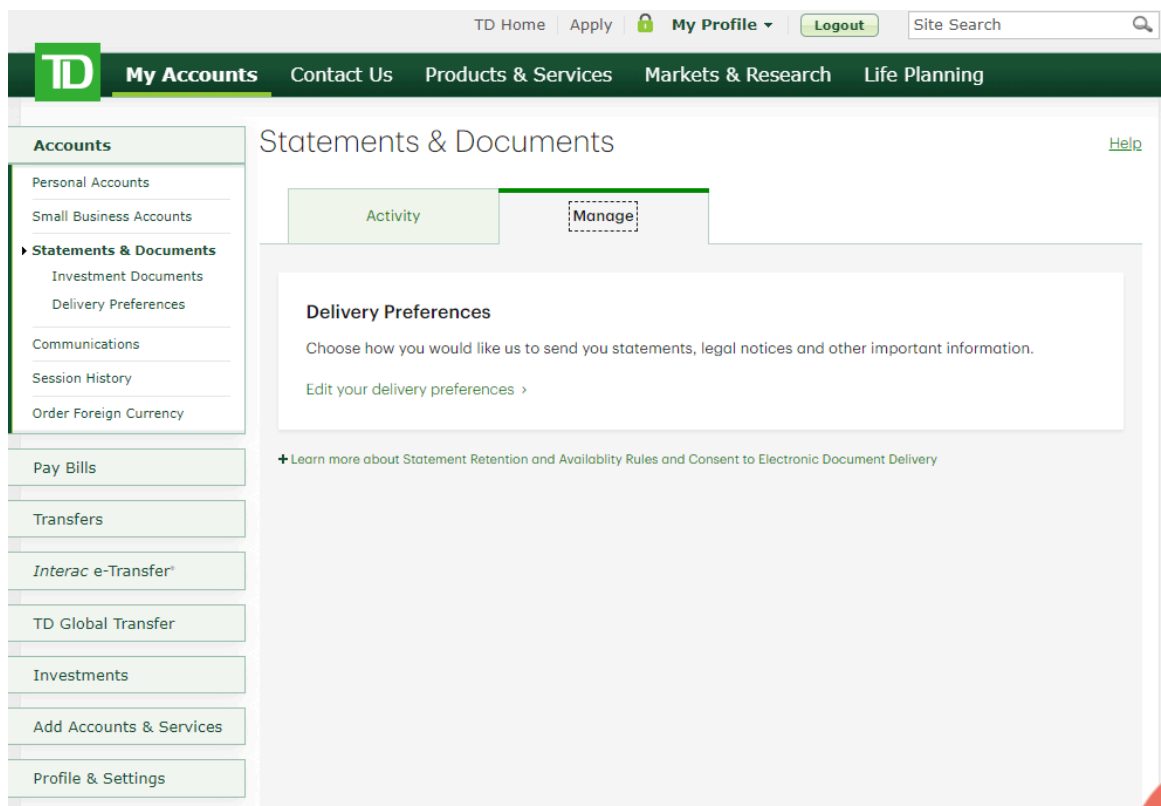 TD Home Apply My Profile Logout Site Search
TD My Accounts Contact Us Products & Services Markets & Research Life Planning
Accounts
Personal Accounts
Small Business Accounts
Statements & Documents
Investment Documents
Delivery Preferences
Communications
Session History
Order Foreign Currency
Pay Bills
Transfers
Interac e-Transfer®
TD Global Transfer
Investments
Add Accounts & Services
Profile & Settings
Statements & Documents
Help
Activity Manage
Delivery Preferences
Choose how you would like us to send you statements, legal notices and other important information.
Edit your delivery preferences ›
+ Learn more about Statement Retention and Availablity Rules and Consent to Electronic Document Delivery